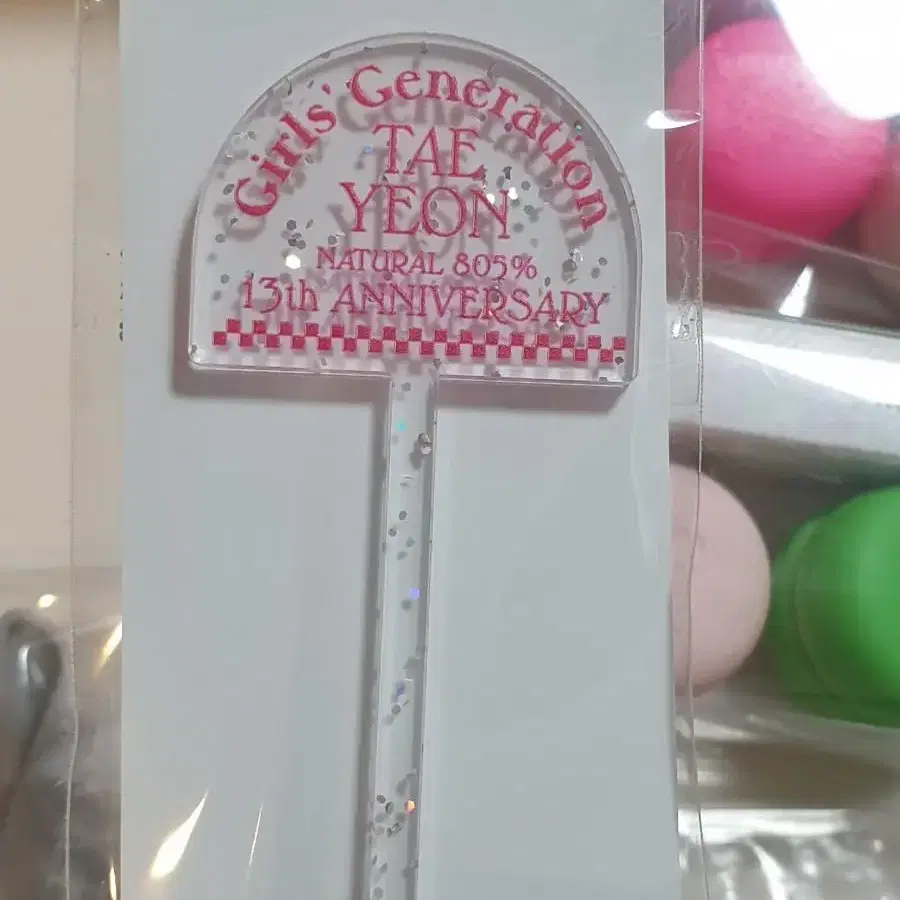 Girls' Generation
TAE
YEON
NATURAL 805%
13th ANNIVERSARY